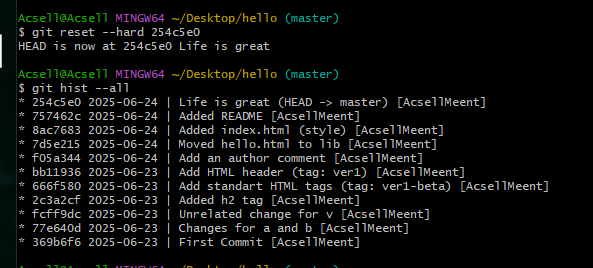 Acsell@Acsell MINGW64 ~/Desktop/hello (master)
$ git reset --hard 254c5e0
HEAD is now at 254c5e0 Life is great

Acsell@Acsell MINGW64 ~/Desktop/hello (master)
$ git hist --all
* 254c5e0 2025-06-24 | Life is great (HEAD -> master) [AcsellMeent]
* 757462c 2025-06-24 | Added README [AcsellMeent]
* 8ac7683 2025-06-24 | Added index.html (style) [AcsellMeent]
* 7d5e215 2025-06-24 | Moved hello.html to lib [AcsellMeent]
* f05a344 2025-06-24 | Add an author comment [AcsellMeent]
* bb11936 2025-06-23 | Add HTML header (tag: ver1) [AcsellMeent]
* 666f580 2025-06-23 | Add standart HTML tags (tag: ver1-beta) [AcsellMeent]
* 2c3a2cf 2025-06-23 | Added h2 tag [AcsellMeent]
* fcff9dc 2025-06-23 | Unrelated change for v [AcsellMeent]
* 77e640d 2025-06-23 | Changes for a and b [AcsellMeent]
* 369b6f6 2025-06-23 | First Commit [AcsellMeent]

Acsell@Acsell MINGW64 ~/Desktop/hello (master)